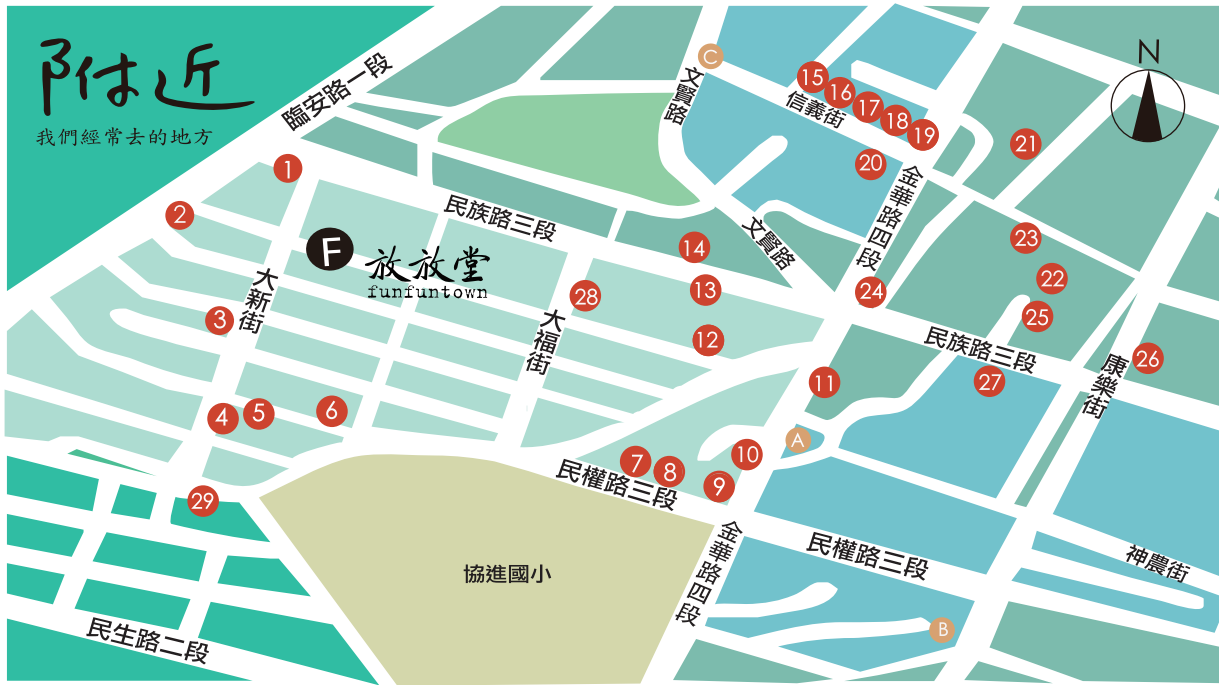 附近
我們經常去的地方
臨安路一段
文賢路
C
信義街
15
16
17
18
19
20
21
N
1
2
民族路三段
F
放放堂
funfuntown
大新街
3
14
13
12
文賢路
金華路四段
23
22
24
25
28
大福街
民族路三段
27
26
康樂街
11
4
5
6
A
10
7
8
9
民權路三段
29
金華路四段
民權路三段
神農街
協進國小
B
民生路二段